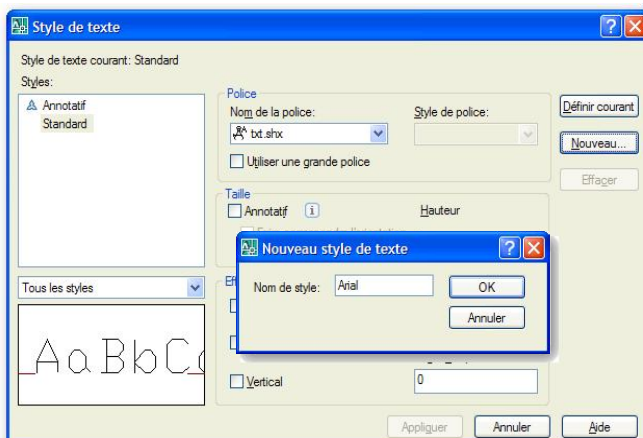 Style de texte
Style de texte courant: Standard
Styles:
Annotatif
Standard
Police
Nom de la police:
Style de police:
txt.shx
Utiliser une grande police
Définir courant
Nouveau...
Effacer
Taille
Annotatif
Hauteur
Nouveau style de texte
Nom de style:
Arial
OK
Annuler
Tous les styles
AaBbC
Vertical
0
Appliquer
Annuler
Aide